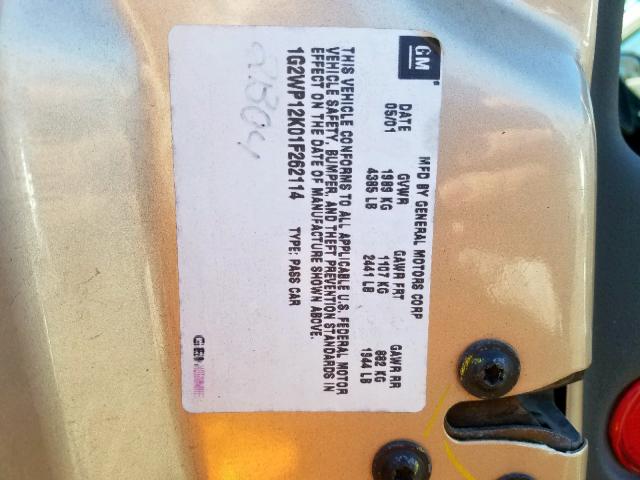 GM
MFD BY GENERAL MOTORS CORP
DATE GVWR GAWR FRT GAWR RR
05/01 1989 KG 1107 KG 882 KG
4385 LB 2441 LB 1944 LB
THIS VEHICLE CONFORMS TO ALL APPLICABLE U.S. FEDERAL MOTOR
VEHICLE SAFETY, BUMPER, AND THEFT PREVENTION STANDARDS IN
EFFECT ON THE DATE OF MANUFACTURE SHOWN ABOVE.
1G2WP12K01F262114 TYPE: PASS CAR